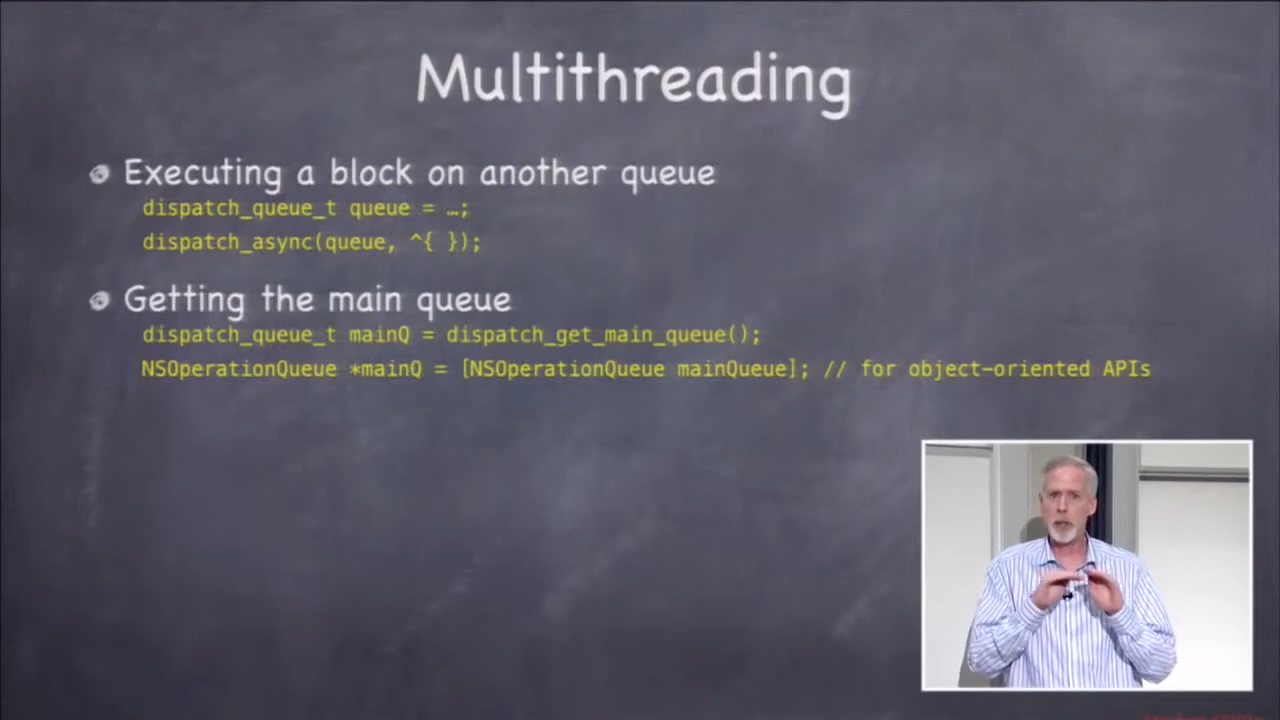 Multithreading
Executing a block on another queue
dispatch_queue_t queue = …;
dispatch_async(queue, ^{ });
Getting the main queue
dispatch_queue_t mainQ = dispatch_get_main_queue();
NSOperationQueue *mainQ = [NSOperationQueue mainQueue]; // for object-oriented APIs